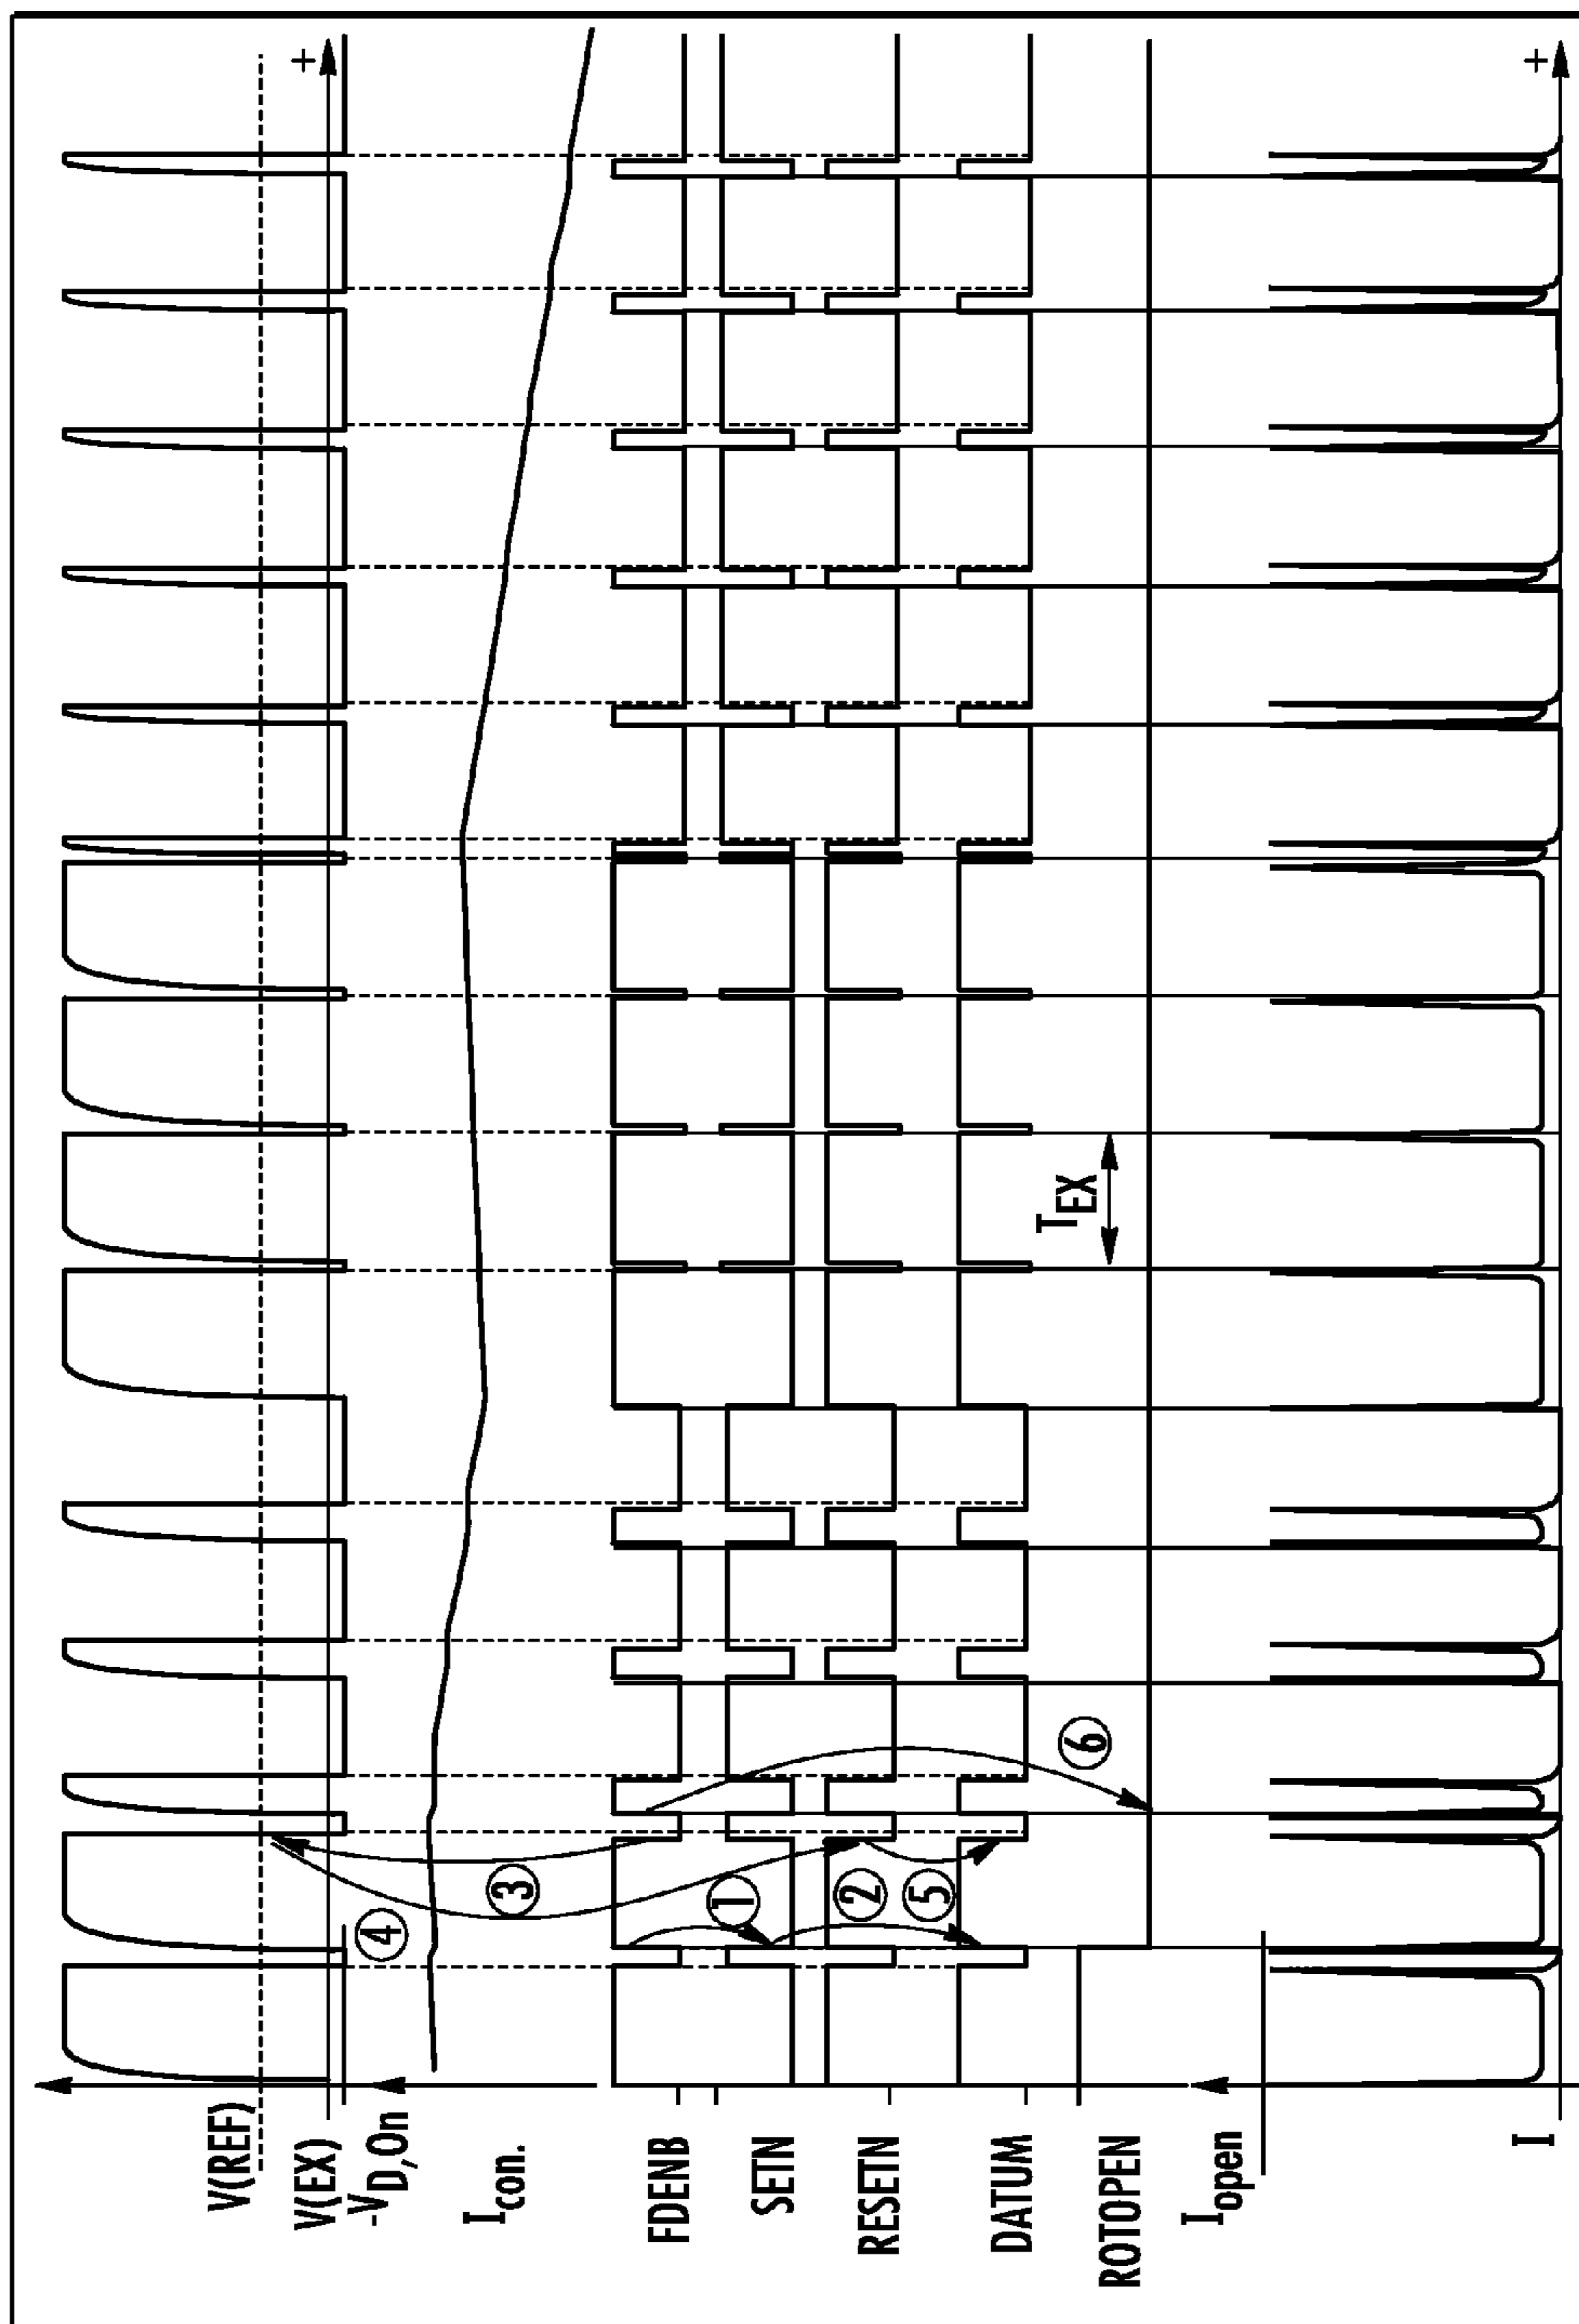 V(REF)
V(EX)
-V_D,On
I_con.
FDENB
SETN
RESETN
DATUM
ROTOPEN
I_open
I
+
+
④
③
①
②
⑤
⑥
T_EX